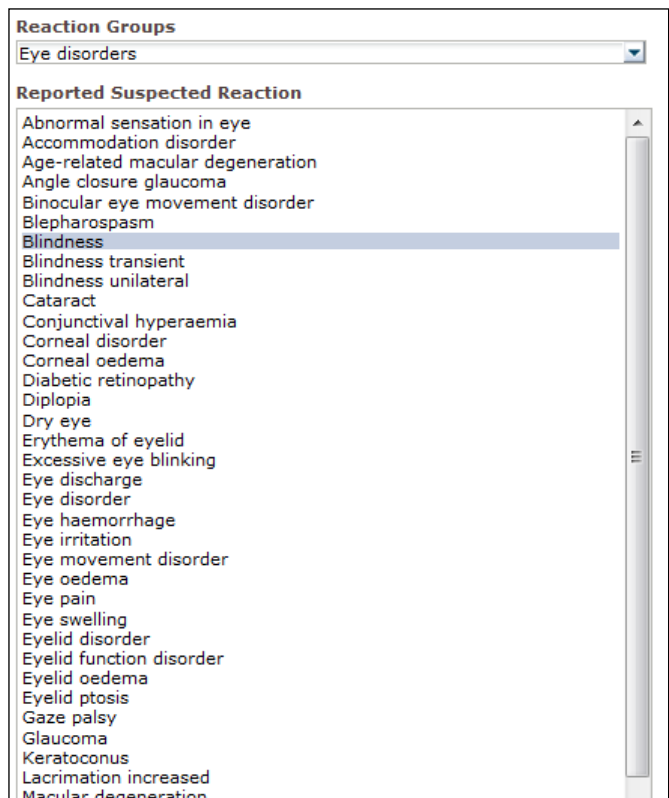 Reaction Groups
Eye disorders
Reported Suspected Reaction
Abnormal sensation in eye
Accommodation disorder
Age-related macular degeneration
Angle closure glaucoma
Binocular eye movement disorder
Blepharospasm
Blindness
Blindness transient
Blindness unilateral
Cataract
Conjunctival hyperaemia
Corneal disorder
Corneal oedema
Diabetic retinopathy
Diplopia
Dry eye
Erythema of eyelid
Excessive eye blinking
Eye discharge
Eye disorder
Eye haemorrhage
Eye irritation
Eye movement disorder
Eye oedema
Eye pain
Eye swelling
Eyelid disorder
Eyelid function disorder
Eyelid oedema
Eyelid ptosis
Gaze palsy
Glaucoma
Keratoconus
Lacrimation increased
Macular degeneration